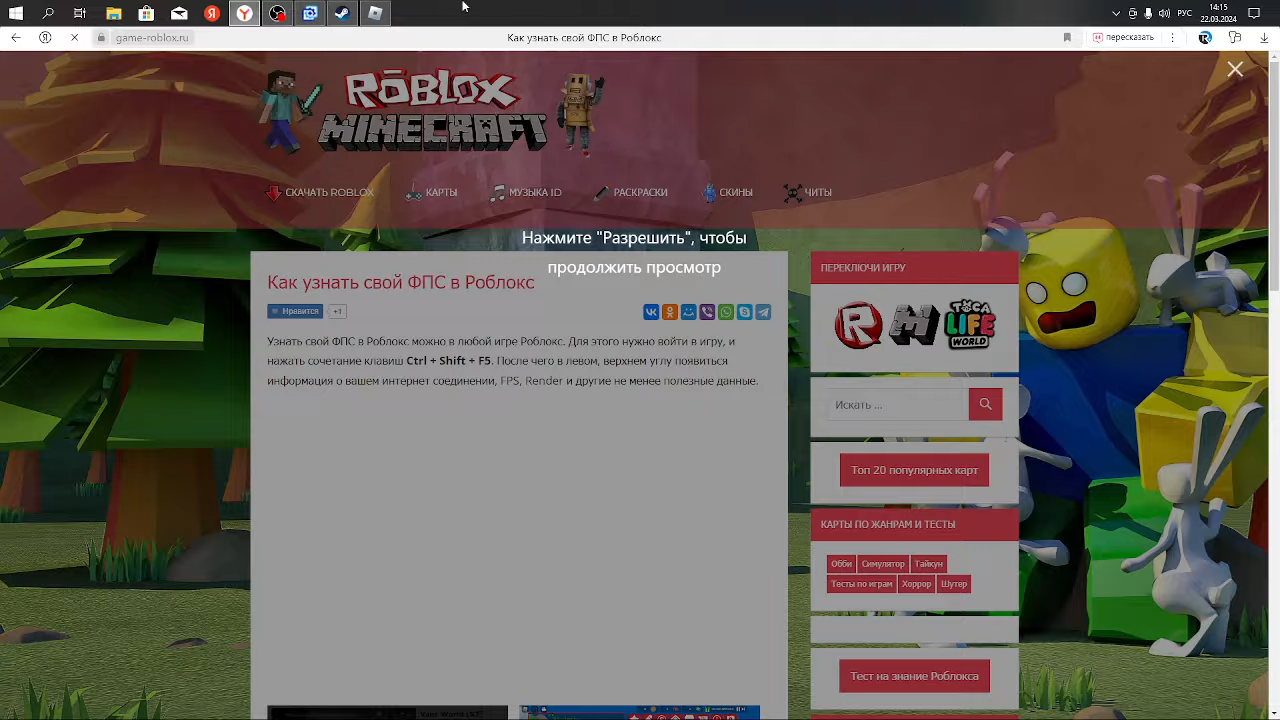 РУС
14:15
22.03.2024
game-roblox.ru
Как узнать свой ФПС в Роблокс
пересказать
ROBLOX
MINECRAFT
СКАЧАТЬ ROBLOX
КАРТЫ
МУЗЫКА ID
РАСКРАСКИ
СКИНЫ
ЧИТЫ
Нажмите "Разрешить", чтобы
продолжить просмотр
Как узнать свой ФПС в Роблокс
Нравится
+1
Узнать свой ФПС в Роблокс можно в любой игре Роблокс. Для этого нужно войти в игру, и
нажать сочетание клавиш Ctrl + Shift + F5. После чего в левом, верхнем углу появиться
информация о вашем интернет соединении, FPS, Render и другие не менее полезные данные.
ПЕРЕКЛЮЧИ ИГРУ
TOCA
LIFE
WORLD
Искать ...
Топ 20 популярных карт
КАРТЫ ПО ЖАНРАМ И ТЕСТЫ
Обби
Симулятор
Тайкун
Тесты по играм
Хоррор
Шутер
Тест на знание Роблокса